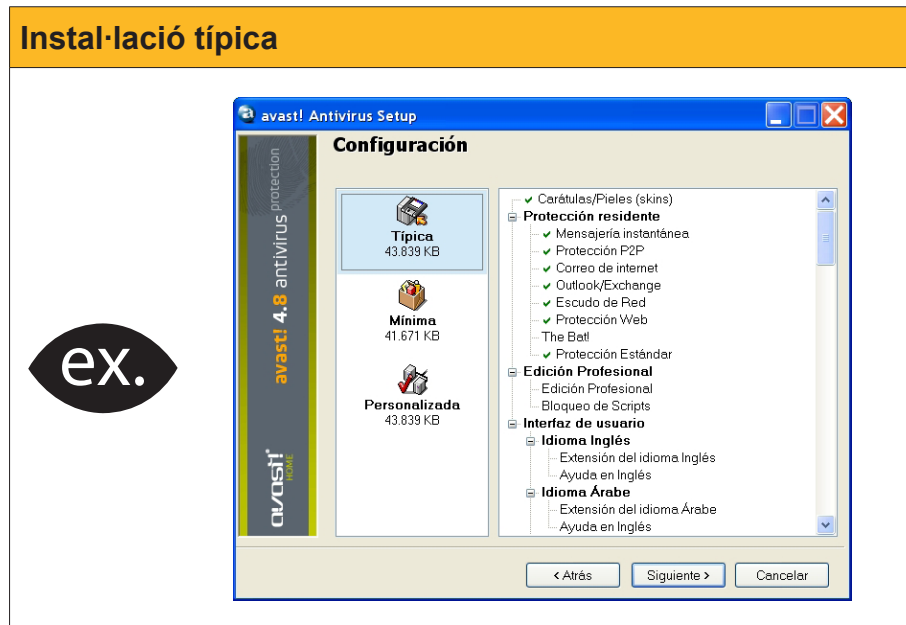 Instal·lació típica
avast! Antivirus Setup
Configuración
avast! 4.8 antivirus protection
avast!
HOME
ex.
Típica
43.839 KB
Mínima
41.671 KB
Personalizada
43.839 KB
Carátulas/Pieles (skins)
Protección residente
Mensajería instantánea
Protección P2P
Correo de internet
Outlook/Exchange
Escudo de Red
Protección Web
The Bat!
Protección Estándar
Edición Profesional
Edición Profesional
Bloqueo de Scripts
Interfaz de usuario
Idioma Inglés
Extensión del idioma Inglés
Ayuda en Inglés
Idioma Árabe
Extensión del idioma Árabe
Ayuda en Inglés
< Atrás
Siguiente >
Cancelar